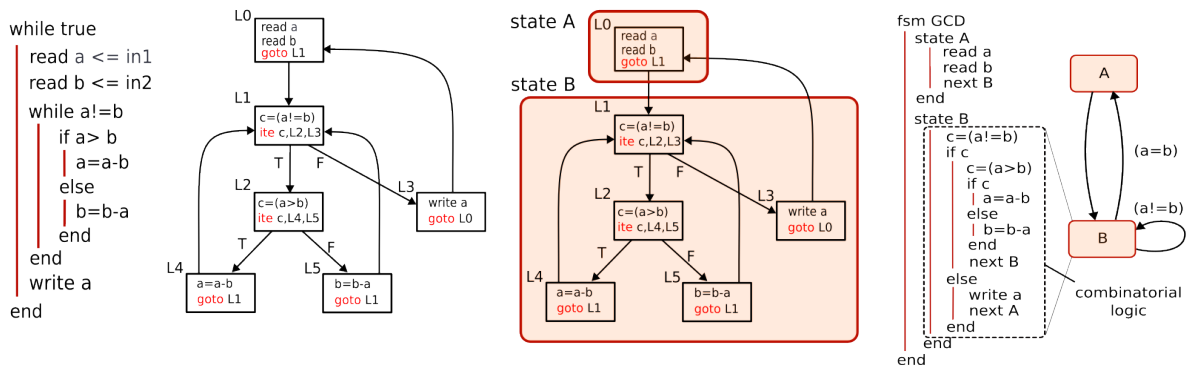 while true
read a <= in1
read b <= in2
while a!=b
if a> b
a=a-b
else
b=b-a
end
end
write a
end
L0
read a
read b
goto L1
L1
c=(a!=b)
ite c,L2,L3
T
F
L2
c=(a>b)
ite c,L4,L5
L3
write a
goto L0
T
F
L4
a=a-b
goto L1
L5
b=b-a
goto L1
state A
L0
read a
read b
goto L1
state B
L1
c=(a!=b)
ite c,L2,L3
T
F
L2
c=(a>b)
ite c,L4,L5
L3
write a
goto L0
T
F
L4
a=a-b
goto L1
L5
b=b-a
goto L1
fsm GCD
state A
read a
read b
next B
end
state B
c=(a!=b)
if c
c=(a>b)
if c
a=a-b
else
b=b-a
end
next B
else
write a
next A
end
end
end
A
(a=b)
(a!=b)
B
combinatorial
logic